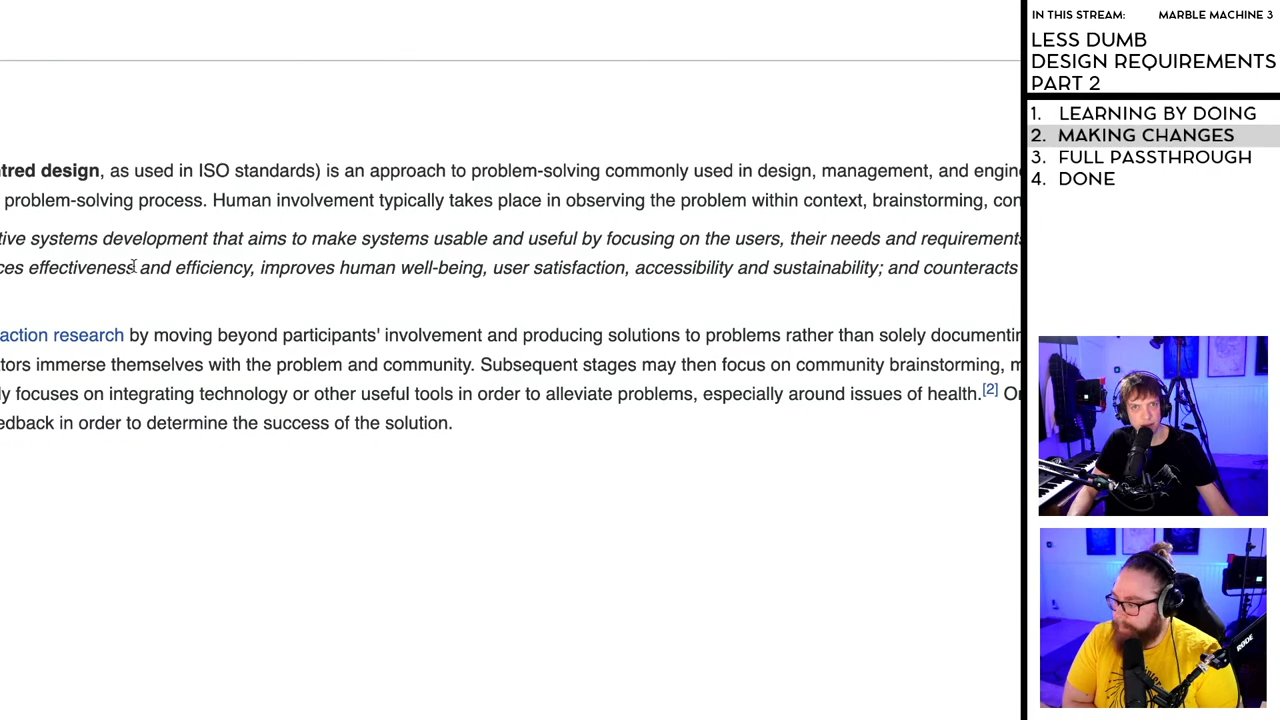 IN THIS STREAM: MARBLE MACHINE 3
LESS DUMB
DESIGN REQUIREMENTS
PART 2
1. LEARNING BY DOING
2. MAKING CHANGES
3. FULL PASSTHROUGH
4. DONE
tred design, as used in ISO standards) is an approach to problem-solving commonly used in design, management, and engin
problem-solving process. Human involvement typically takes place in observing the problem within context, brainstorming, con
tive systems development that aims to make systems usable and useful by focusing on the users, their needs and requirements
ces effectiveness and efficiency, improves human well-being, user satisfaction, accessibility and sustainability; and counteracts
action research by moving beyond participants' involvement and producing solutions to problems rather than solely documentin
tors immerse themselves with the problem and community. Subsequent stages may then focus on community brainstorming, m
ly focuses on integrating technology or other useful tools in order to alleviate problems, especially around issues of health.[2] Or
edback in order to determine the success of the solution.
RODE